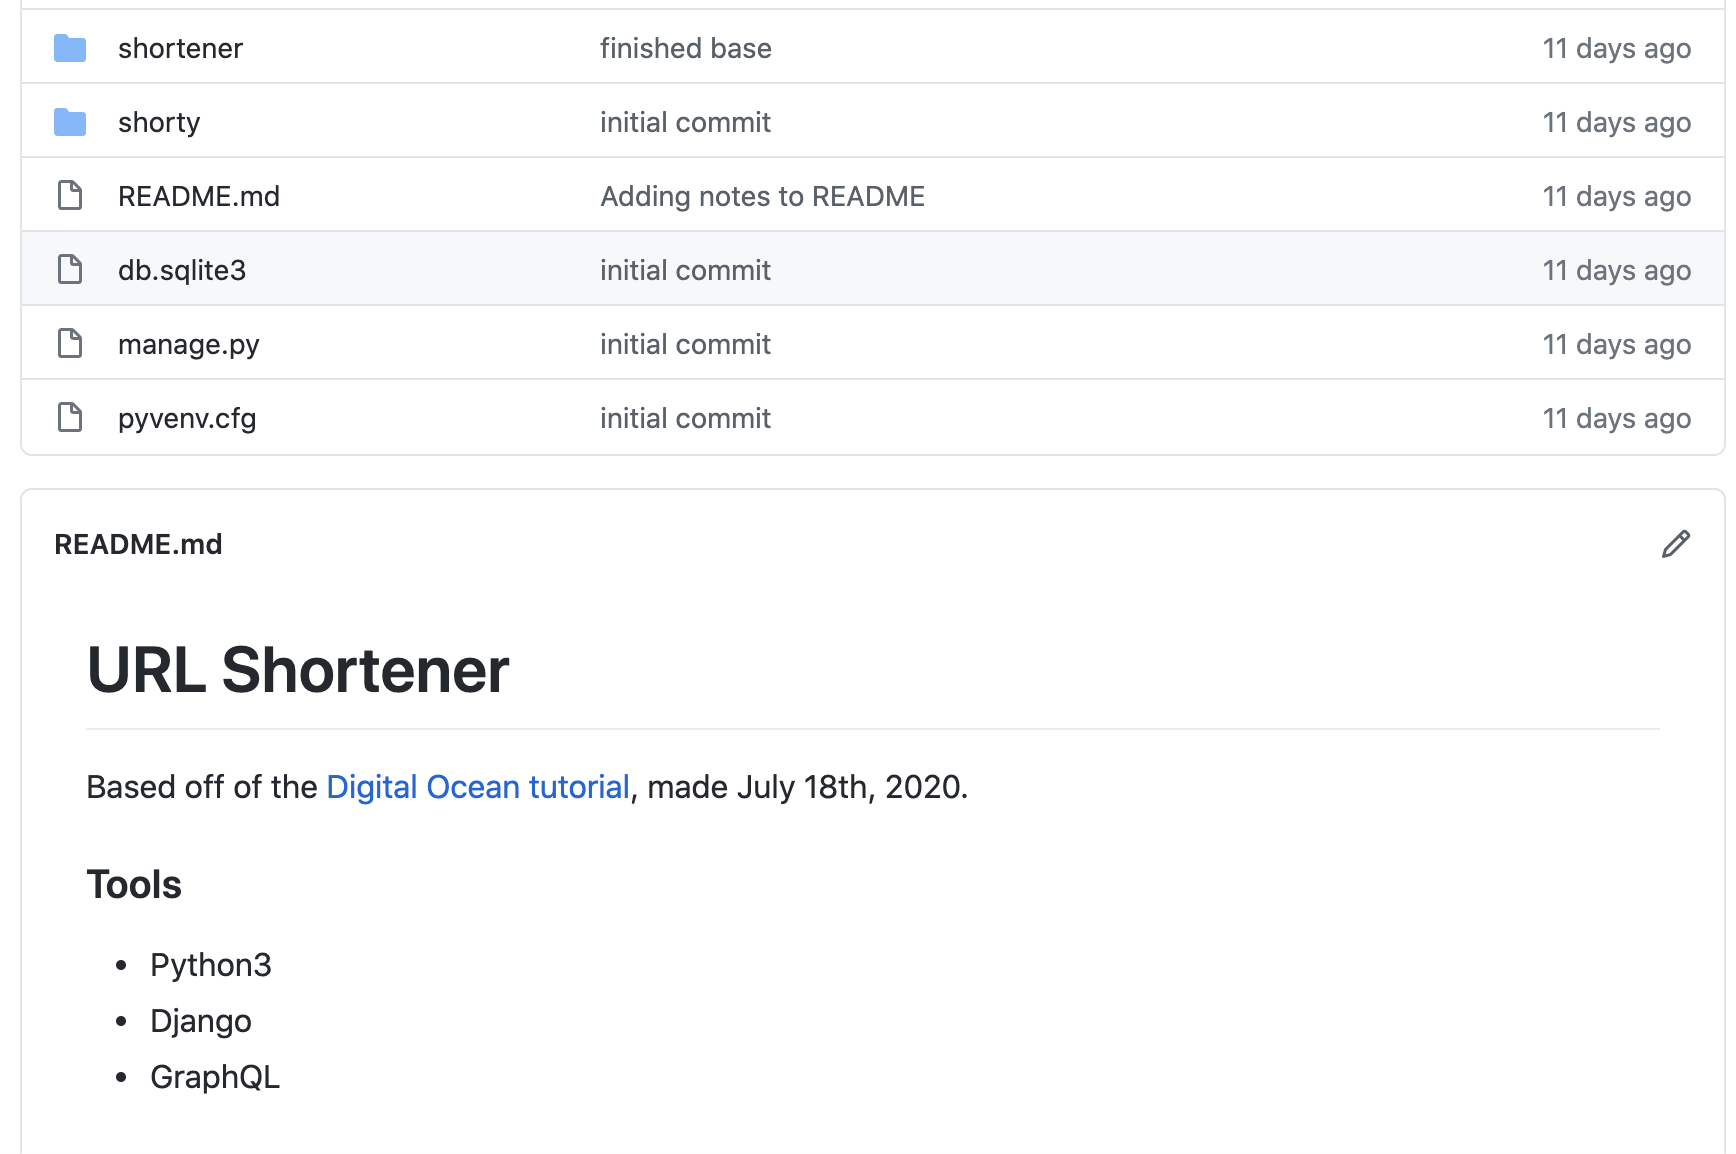 shortener finished base 11 days ago
shorty initial commit 11 days ago
README.md Adding notes to README 11 days ago
db.sqlite3 initial commit 11 days ago
manage.py initial commit 11 days ago
pyvenv.cfg initial commit 11 days ago
README.md
URL Shortener
Based off of the Digital Ocean tutorial, made July 18th, 2020.
Tools
• Python3
• Django
• GraphQL